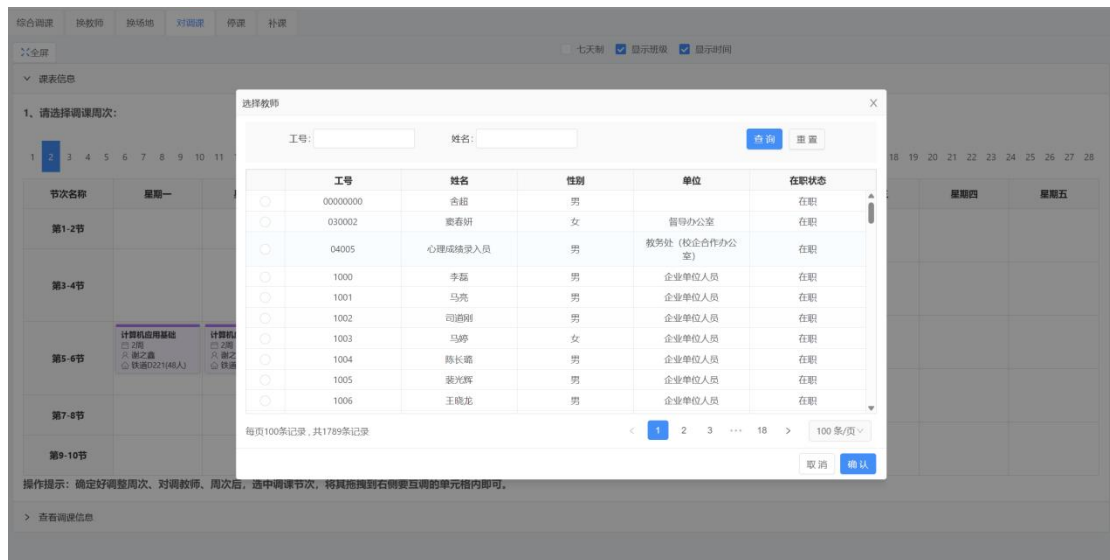 综合调课 换教师 换场地 对调课 停课 补课
全屏 七天制 显示班级 显示时间
课表信息
1、请选择调课周次:
1 2 3 4 5 6 7 8 9 10 11
18 19 20 21 22 23 24 25 26 27 28
节次名称 星期一
星期四 星期五
第1-2节
第3-4节
第5-6节
计算机应用基础
2周
谢之鑫
铁道D221(48人)
第7-8节
第9-10节
选择教师
工号: 姓名: 查询 重置
工号 姓名 性别 单位 在职状态
00000000 舍超 男 在职
030002 窦春妍 女 督导办公室 在职
04005 心理成绩录入员 男 教务处(校企合作办公室) 在职
1000 李磊 男 企业单位人员 在职
1001 马亮 男 企业单位人员 在职
1002 司道刚 男 企业单位人员 在职
1003 马婷 女 企业单位人员 在职
1004 陈长璐 男 企业单位人员 在职
1005 裴光辉 男 企业单位人员 在职
1006 王晓龙 男 企业单位人员 在职
每页100条记录,共1789条记录
1 2 3 ··· 18 100 条/页
取消 确认
操作提示:确定好调整周次、对调教师、周次后,选中调课节次,将其拖拽到右侧要互调的单元格内即可。
查看调课信息